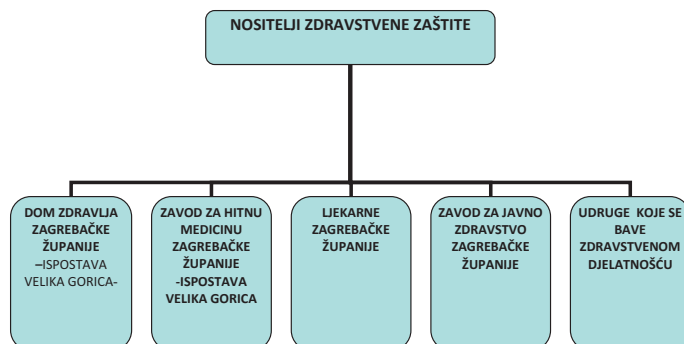 NOSITELJI ZDRAVSTVENE ZAŠTITE
DOM ZDRAVLJA
ZAGREBAČKE
ŽUPANIJE
–ISPOSTAVA
VELIKA GORICA-
ZAVOD ZA HITNU
MEDICINU
ZAGREBAČKE
ŽUPANIJE
-ISPOSTAVA
VELIKA GORICA
LJEKARNE
ZAGREBAČKE
ŽUPANIJE
ZAVOD ZA JAVNO
ZDRAVSTVO
ZAGREBAČKE
ŽUPANIJE
UDRUGE KOJE SE
BAVE
ZDRAVSTVENOM
DJELATNOŠĆU